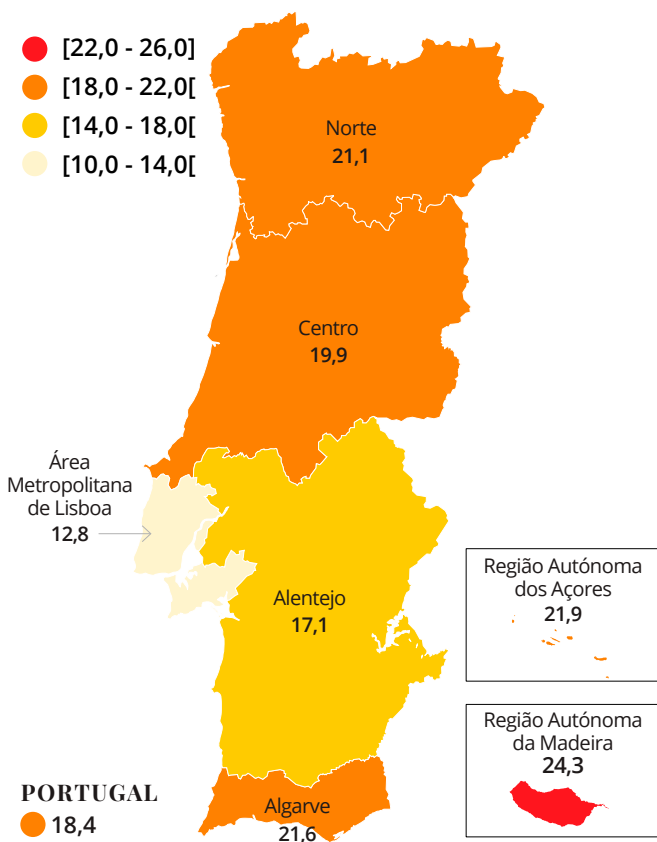 [22,0 - 26,0]
[18,0 - 22,0[
[14,0 - 18,0[
[10,0 - 14,0[
Norte
21,1
Centro
19,9
Área
Metropolitana
de Lisboa
12,8
Alentejo
17,1
Região Autónoma
dos Açores
21,9
Região Autónoma
da Madeira
24,3
PORTUGAL
18,4
Algarve
21,6